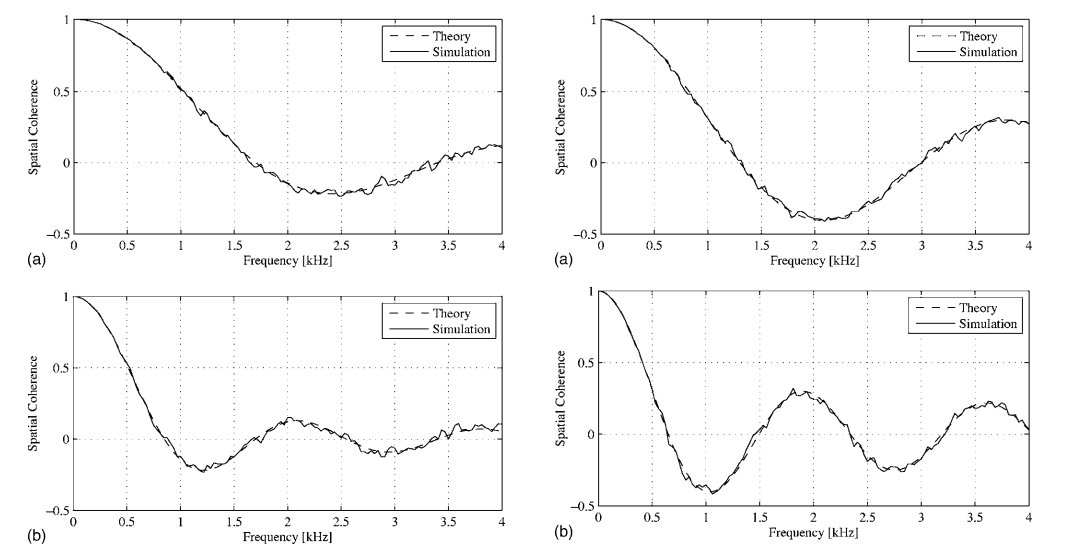 1
0.5
0
−0.5
Spatial Coherence
Theory
Simulation
0 0.5 1 1.5 2 2.5 3 3.5 4
Frequency [kHz]
(a)
1
0.5
0
−0.5
Spatial Coherence
Theory
Simulation
0 0.5 1 1.5 2 2.5 3 3.5 4
Frequency [kHz]
(a)
1
0.5
0
−0.5
Spatial Coherence
Theory
Simulation
0 0.5 1 1.5 2 2.5 3 3.5 4
Frequency [kHz]
(b)
1
0.5
0
−0.5
Spatial Coherence
Theory
Simulation
0 0.5 1 1.5 2 2.5 3 3.5 4
Frequency [kHz]
(b)